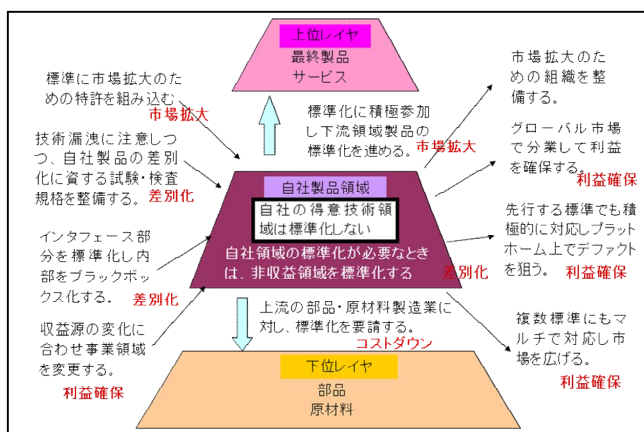 上位レイヤ
最終製品
サービス
標準に市場拡大のた
めの特許を組み込む
市場拡大
標準化に積極参加
し下流領域製品の
標準化を進める。
市場拡大
市場拡大のた
めの組織を整
備する。
技術漏洩に注意しつ
つ、自社製品の差別
化に資する試験・検査
規格を整備する。
差別化
グローバル市場
で分業して利益
を確保する。
利益確保
自社製品領域
自社の得意技術領
域は標準化しない
自社領域の標準化が必要なとき
は、非収益領域を標準化する
差別化
インタフェース部
分を標準化し内
部をブラックボッ
クス化する。
差別化
先行する標準でも積
極的に対応しプラット
ホーム上でデファクト
を狙う。
利益確保
上流の部品・原材料製造業に
対し、標準化を要請する。
コストダウン
収益源の変化に
合わせ事業領域
を変更する。
利益確保
複数標準にもマ
ルチで対応し市
場を広げる。
利益確保
下位レイヤ
部品
原材料